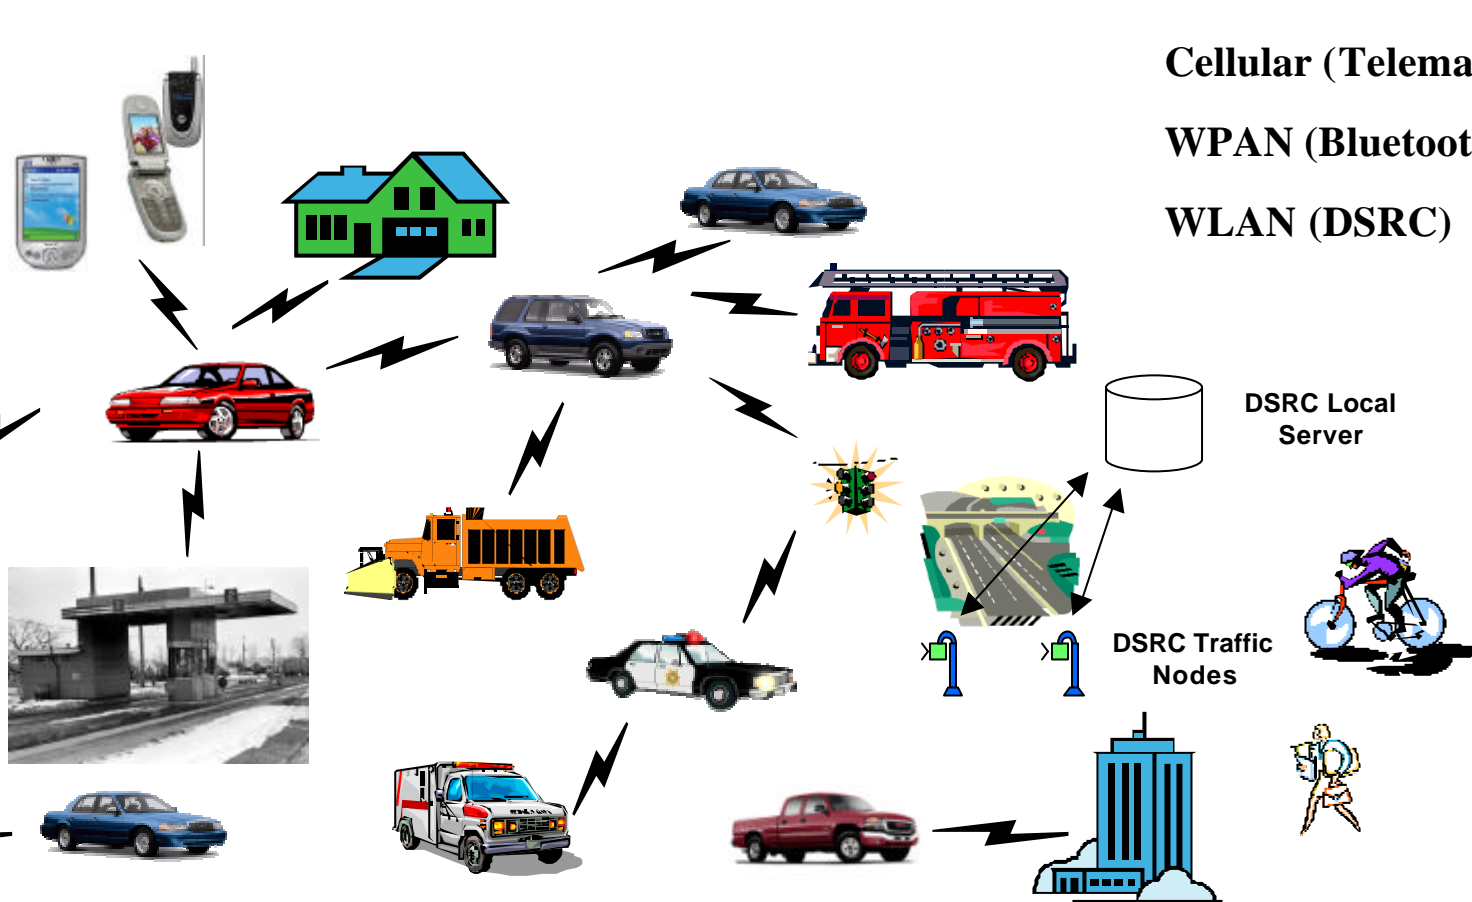 Cellular (Telema
WPAN (Bluetoot
WLAN (DSRC)
DSRC Local
Server
DSRC Traffic
Nodes